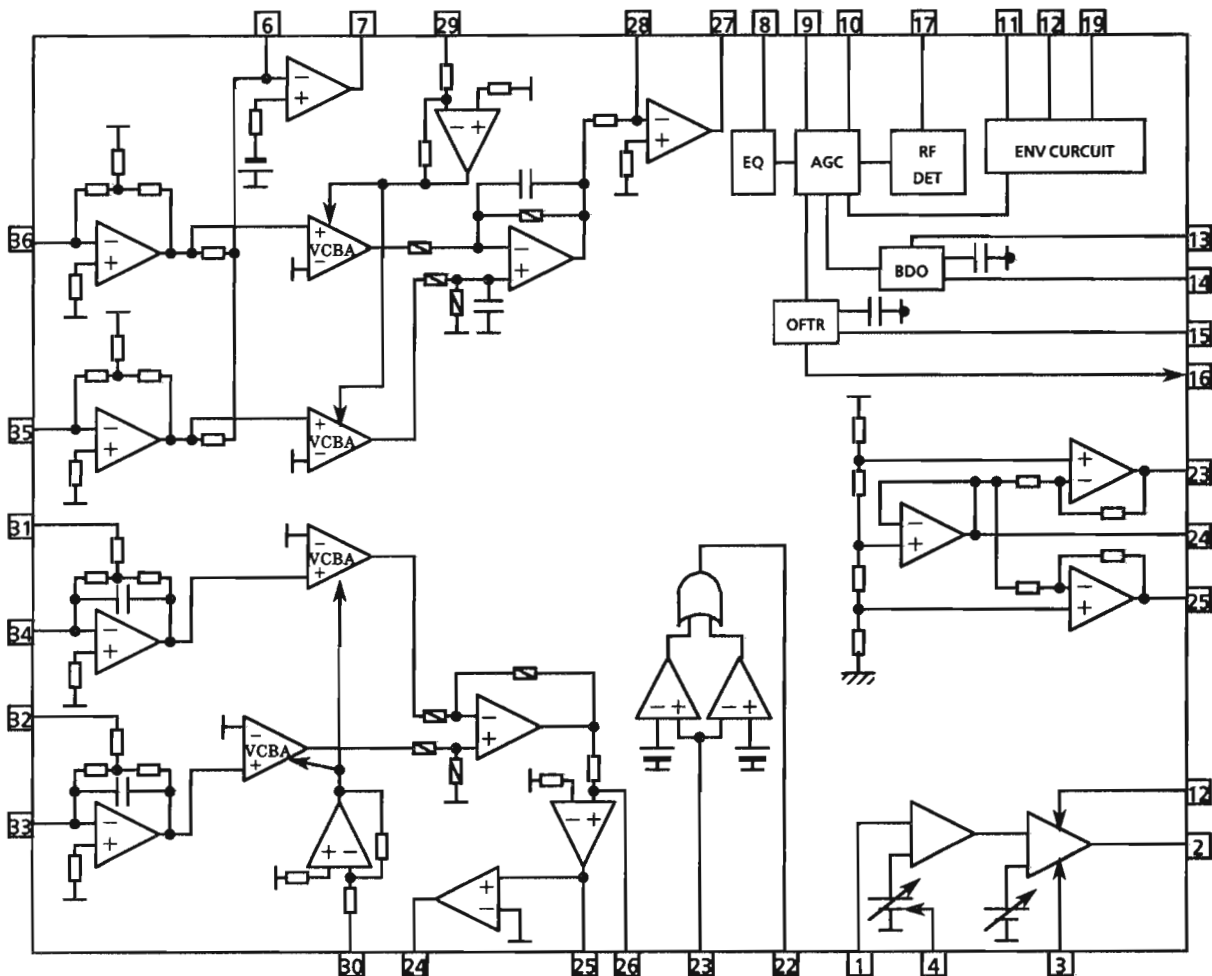 6 7 29 28 27 8 9 10 17 11 12 19
− +
− +
− +
EQ AGC RF DET ENV CURCUIT
36 − + + VCBA − − + 13
BDO 14
OFTR 15
16
35 − + + VCBA −
+ − 23
31 − VCBA + − + 24
− + 25
34 − +
32 − VCBA + − + − + − +
33 − + − + 12
+ − + − 2
30 24 25 26 23 22 1 4 3